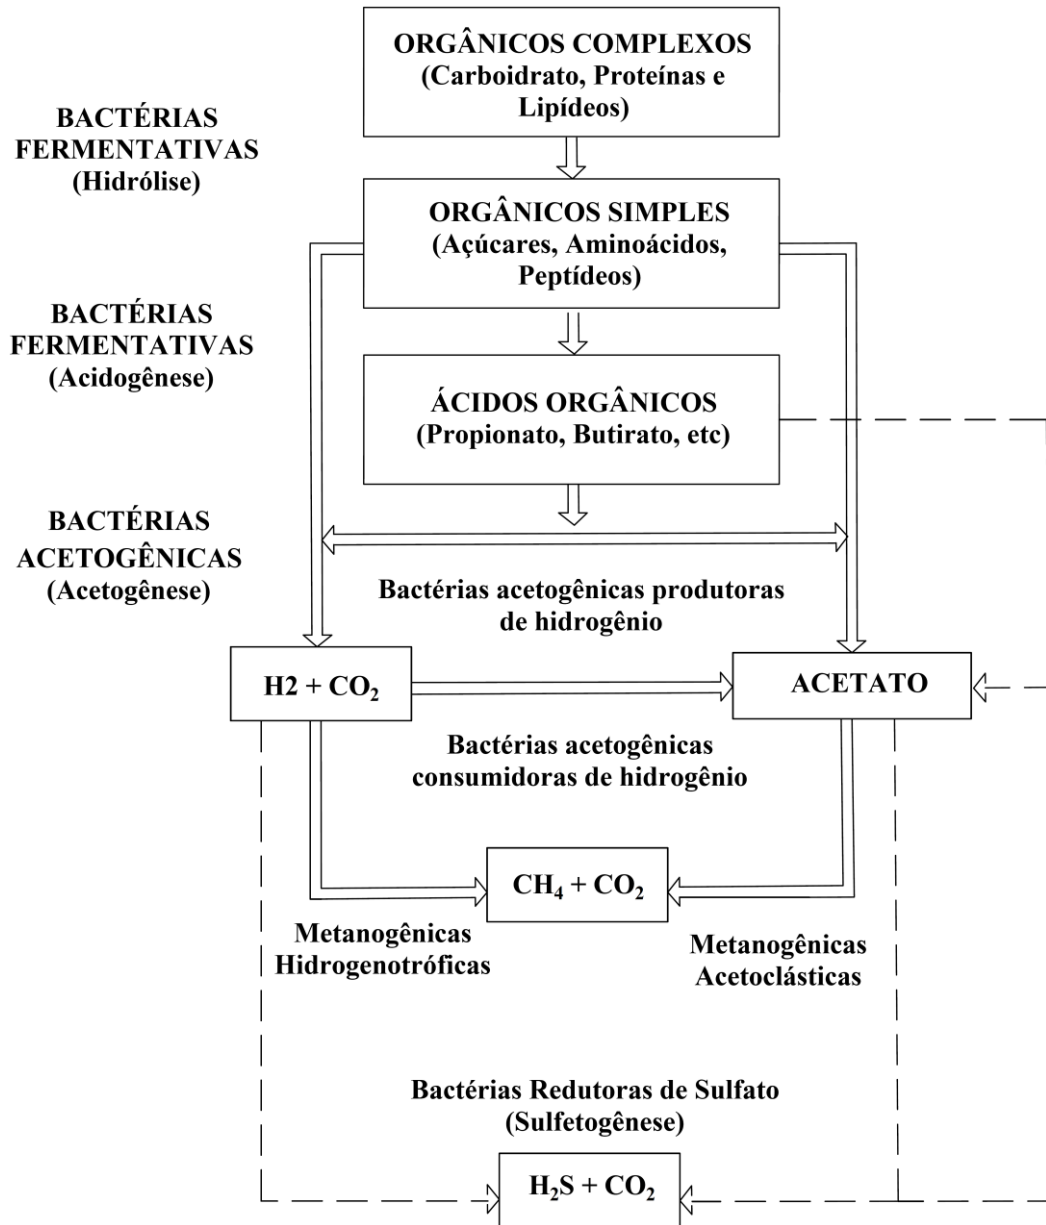 ORGÂNICOS COMPLEXOS
(Carboidrato, Proteínas e
Lipídeos)
BACTÉRIAS
FERMENTATIVAS
(Hidrólise)
ORGÂNICOS SIMPLES
(Açúcares, Aminoácidos,
Peptídeos)
BACTÉRIAS
FERMENTATIVAS
(Acidogênese)
ÁCIDOS ORGÂNICOS
(Propionato, Butirato, etc)
BACTÉRIAS
ACETOGÊNICAS
(Acetogênese)
Bactérias acetogênicas produtoras
de hidrogênio
H2 + CO₂
ACETATO
Bactérias acetogênicas
consumidoras de hidrogênio
CH₄ + CO₂
Metanogênicas
Hidrogenotróficas
Metanogênicas
Acetoclásticas
Bactérias Redutoras de Sulfato
(Sulfetogênese)
H₂S + CO₂